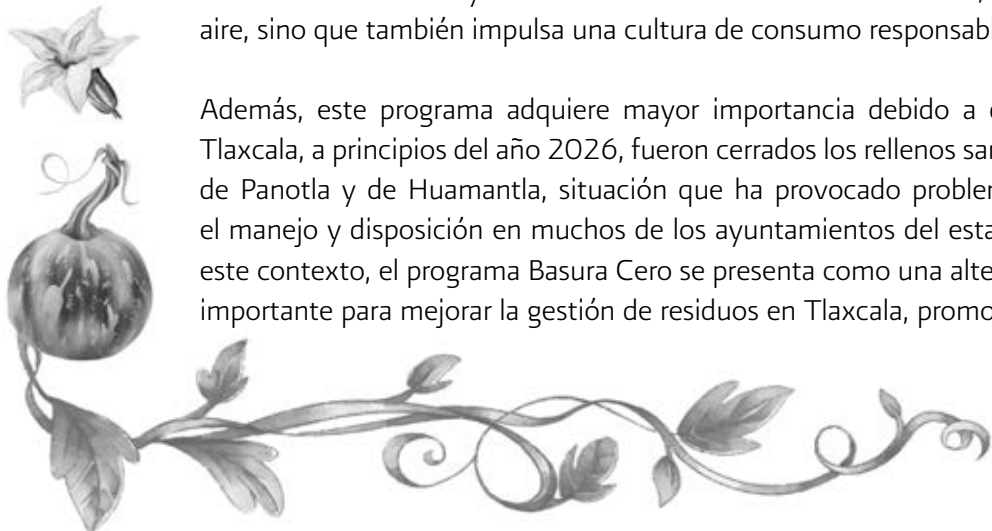 aire, sino que también impulsa una cultura de consumo responsabl
Además, este programa adquiere mayor importancia debido a
Tlaxcala, a principios del año 2026, fueron cerrados los rellenos sar
de Panotla y de Huamantla, situación que ha provocado probler
el manejo y disposición en muchos de los ayuntamientos del esta
este contexto, el programa Basura Cero se presenta como una alte
importante para mejorar la gestión de residuos en Tlaxcala, promo